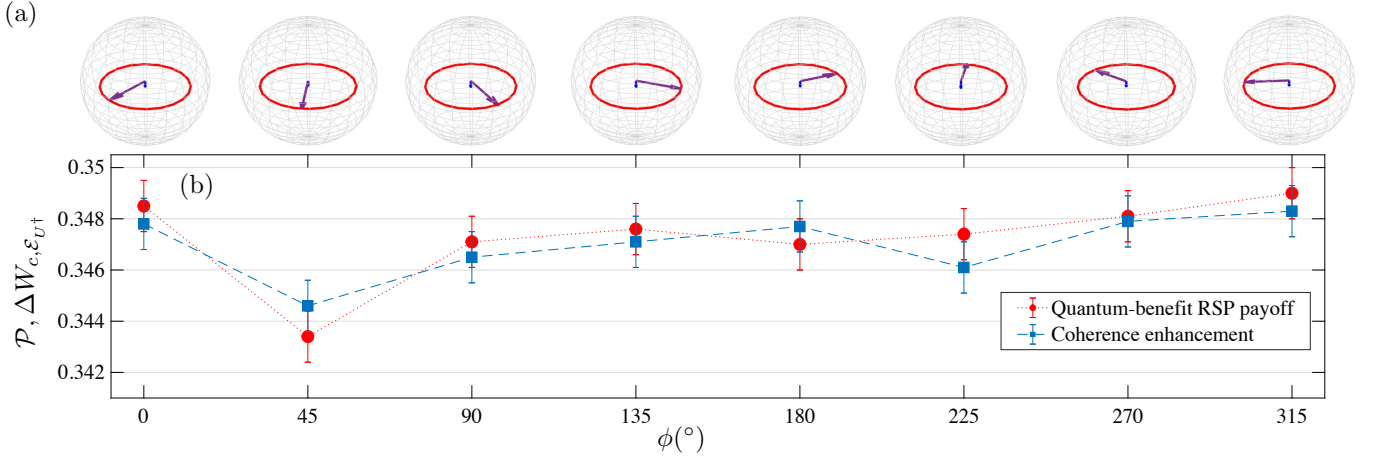 (a)
(b)
0.35
0.348
0.346
0.344
0.342
𝒫, ΔW_{c,ℰ_{U†}}
Quantum-benefit RSP payoff
Coherence enhancement
0 45 90 135 180 225 270 315
ϕ(°)